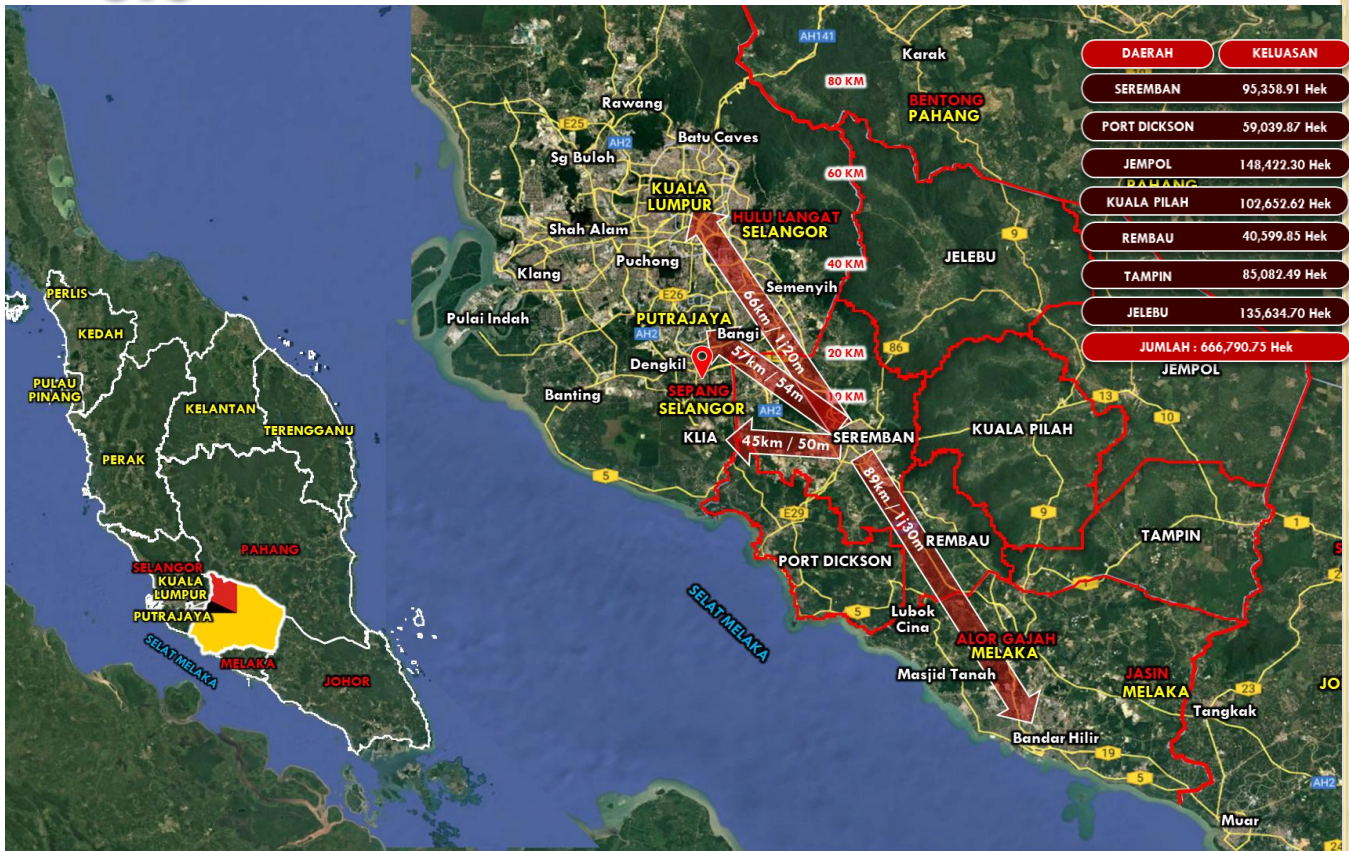 PERLIS
KEDAH
PULAU
PINANG
KELANTAN
TERENGGANU
PERAK
PAHANG
SELANGOR
KUALA
LUMPUR
PUTRAJAYA
SELAT MELAKA
MELAKA
JOHOR
AH141
Karak
80 KM
BENTONG
PAHANG
Rawang
E25
AH2
Batu Caves
Sg Buloh
60 KM
KUALA
LUMPUR
HULU LANGAT
SELANGOR
Shah Alam
Puchong
Klang
40 KM
JELEBU
9
Semenyih
E26
66km / 1j20m
Pulai Indah
PUTRAJAYA
AH2
Bangi
Dengkil
57km / 54m
20 KM
86
SEPANG
SELANGOR
Banting
AH2
10 KM
KLIA
45km / 50m
SEREMBAN
KUALA PILAH
13
10
JEMPOL
5
89km / 1j30m
E29
9
REMBAU
TAMPIN
1
PORT DICKSON
SELAT MELAKA
5
Lubok
Cina
ALOR GAJAH
MELAKA
Masjid Tanah
JASIN
MELAKA
23
Tangkak
Bandar Hilir
19
5
AH2
Muar
24
JO
DAERAH KELUASAN
SEREMBAN 95,358.91 Hek
PORT DICKSON 59,039.87 Hek
JEMPOL 148,422.30 Hek
PAHANG
KUALA PILAH 102,652.62 Hek
REMBAU 40,599.85 Hek
TAMPIN 85,082.49 Hek
JELEBU 135,634.70 Hek
JUMLAH : 666,790.75 Hek